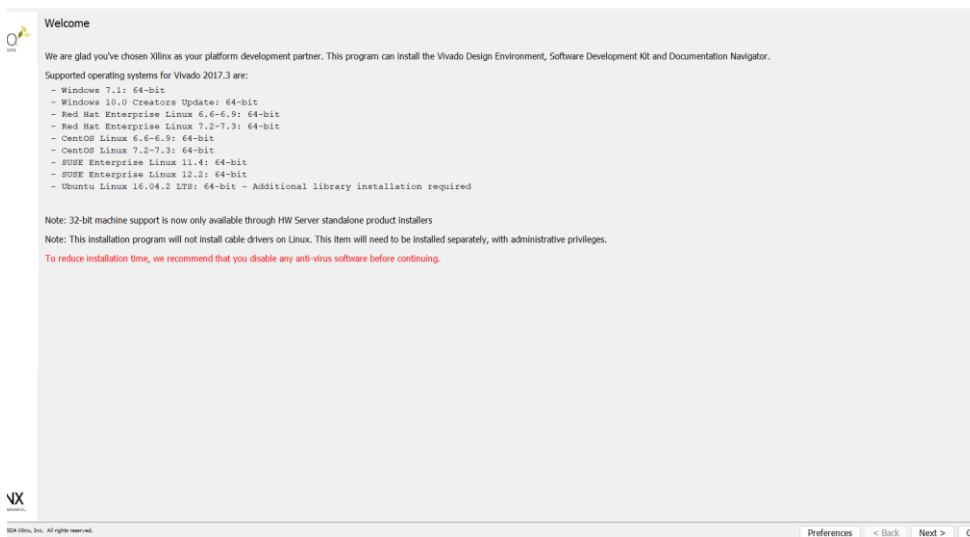 Welcome
We are glad you've chosen Xilinx as your platform development partner. This program can install the Vivado Design Environment, Software Development Kit and Documentation Navigator.
Supported operating systems for Vivado 2017.3 are:
- Windows 7.1: 64-bit
- Windows 10.0 Creators Update: 64-bit
- Red Hat Enterprise Linux 6.6-6.9: 64-bit
- Red Hat Enterprise Linux 7.2-7.3: 64-bit
- CentOS Linux 6.6-6.9: 64-bit
- CentOS Linux 7.2-7.3: 64-bit
- SUSE Enterprise Linux 11.4: 64-bit
- SUSE Enterprise Linux 12.2: 64-bit
- Ubuntu Linux 16.04.2 LTS: 64-bit - Additional library installation required
Note: 32-bit machine support is now only available through HW Server standalone product installers
Note: This installation program will not install cable drivers on Linux. This item will need to be installed separately, with administrative privileges.
To reduce installation time, we recommend that you disable any anti-virus software before continuing.
Xilinx, Inc. All rights reserved.
Preferences < Back Next >